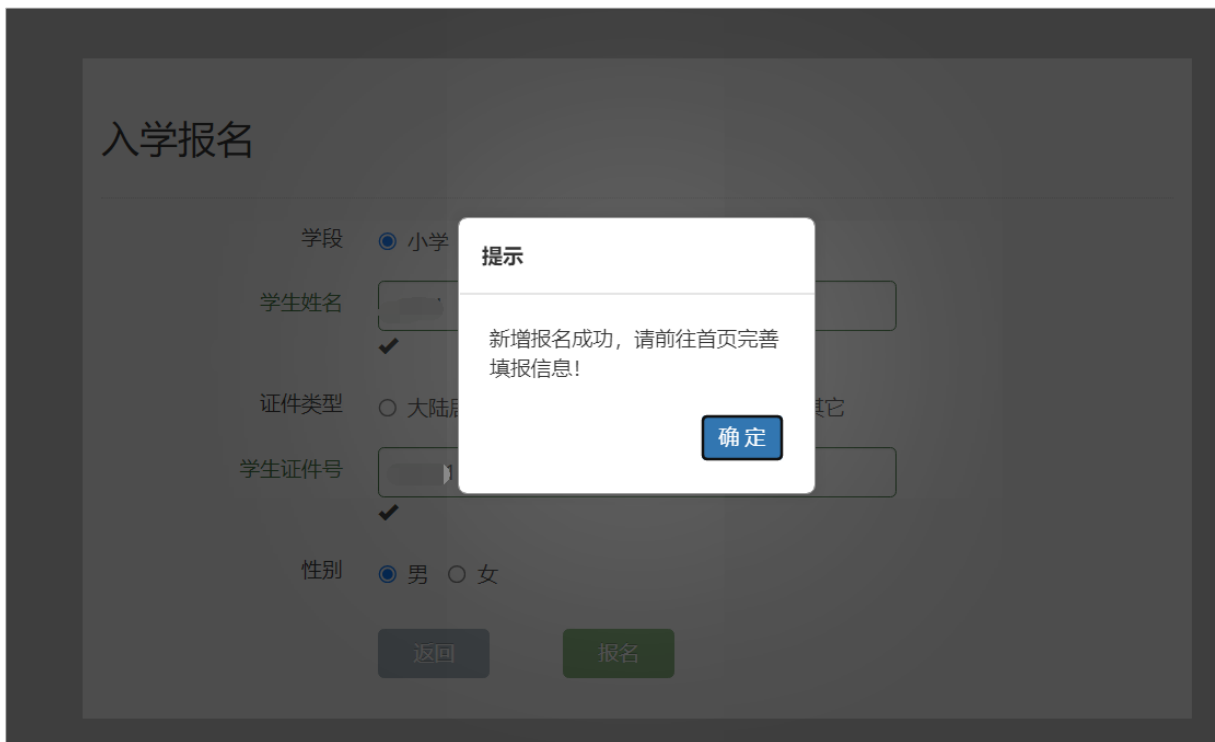 入学报名
学段 小学
学生姓名
证件类型 大陆 其它
学生证件号
性别 男 女
返回 报名
提示
新增报名成功，请前往首页完善
填报信息！
确定